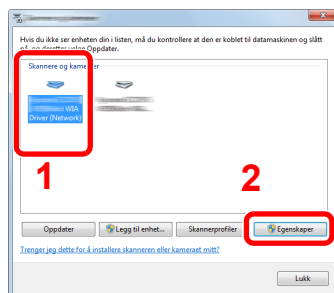 Hvis du ikke ser enheten din i listen, må du kontrollere at den er koblet til datamaskinen og slått
på, og deretter velge Oppdater.
Skannere og kameraer
WIA
Driver (Network)
1
2
Oppdater
Legg til enhet...
Skannerprofiler
Egenskaper
Trenger jeg dette for å installere skanneren eller kameraet mitt?
Lukk